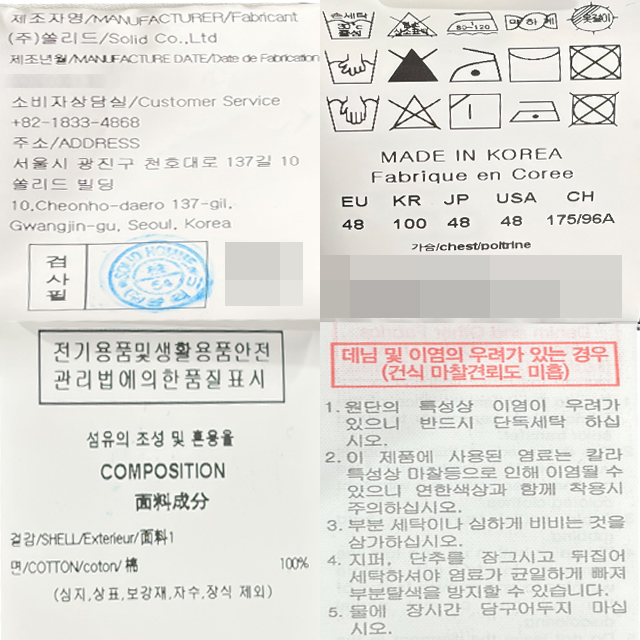 제조자명/MANUFACTURER/Fabricant
(주)쏠리드/Solid Co.,Ltd
제조년월/MANUFACTURE DATE/Date de Fabrication
소비자상담실/Customer Service
+82-1833-4868
주소/ADDRESS
서울시 광진구 천호대로 137길 10
쏠리드 빌딩
10,Cheonho-daero 137-gil,
Gwangjin-gu, Seoul, Korea
검사필
SOLID HOMME
손세탁
30℃
중성
80~120
약하게
옷걸이
MADE IN KOREA
Fabrique en Coree
EU KR JP USA CH
48 100 48 48 175/96A
가슴/chest/poitrine
전기용품및생활용품안전
관리법에의한품질표시
섬유의 조성 및 혼용율
COMPOSITION
面料成分
겉감/SHELL/Exterieur/面料1
면/COTTON/coton/棉 100%
(심지,상표,보강재,자수,장식 제외)
데님 및 이염의 우려가 있는 경우
(건식 마찰견뢰도 미흡)
1. 원단의 특성상 이염이 우려가
있으니 반드시 단독세탁 하십
시오.
2. 이 제품에 사용된 염료는 칼라
특성상 마찰등으로 인해 이염될 수
있으니 연한색상과 함께 착용시
주의하십시오.
3. 부분 세탁이나 심하게 비비는 것을
삼가하십시오.
4. 지퍼, 단추를 잠그시고 뒤집어
세탁하셔야 염료가 균일하게 빠져
부분탈색을 방지할 수 있습니다.
5. 물에 장시간 담구어두지 마십
시오.